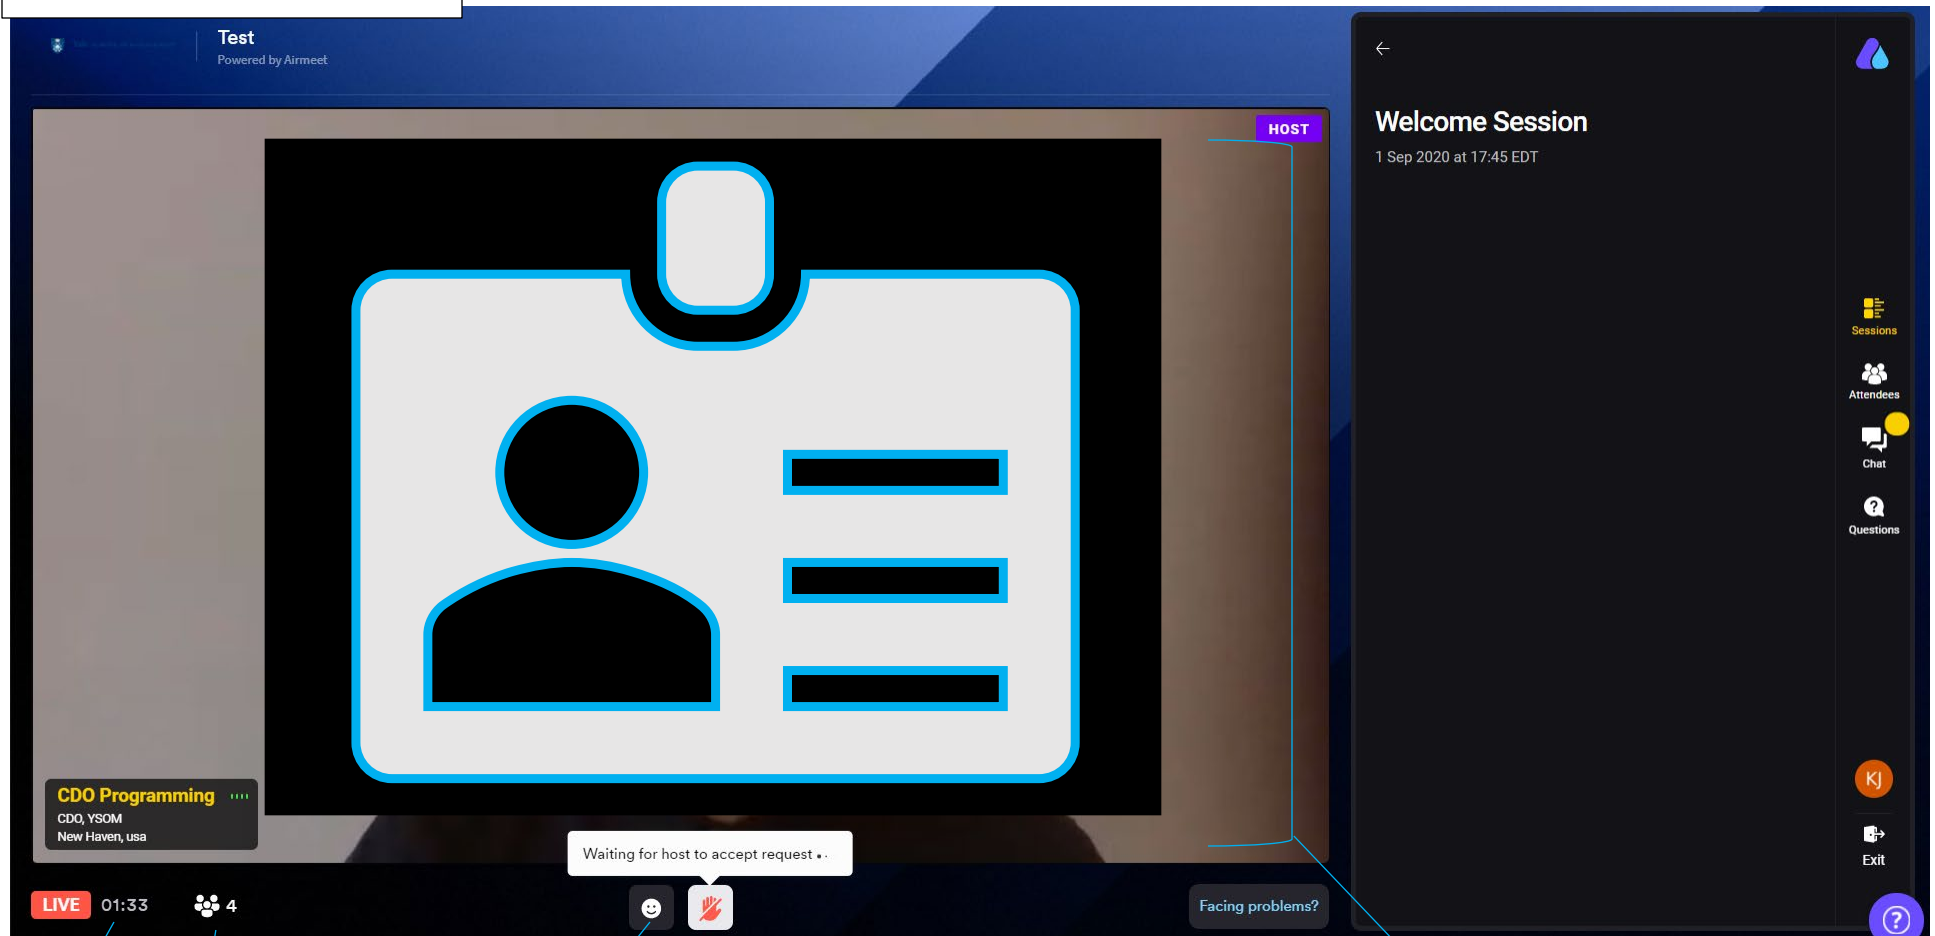 Test
Powered by Airmeet
HOST
Welcome Session
1 Sep 2020 at 17:45 EDT
Sessions
Attendees
Chat
Questions
CDO Programming
CDO, YSOM
New Haven, usa
Waiting for host to accept request
KJ
Exit
LIVE 01:33
4
Facing problems?
?